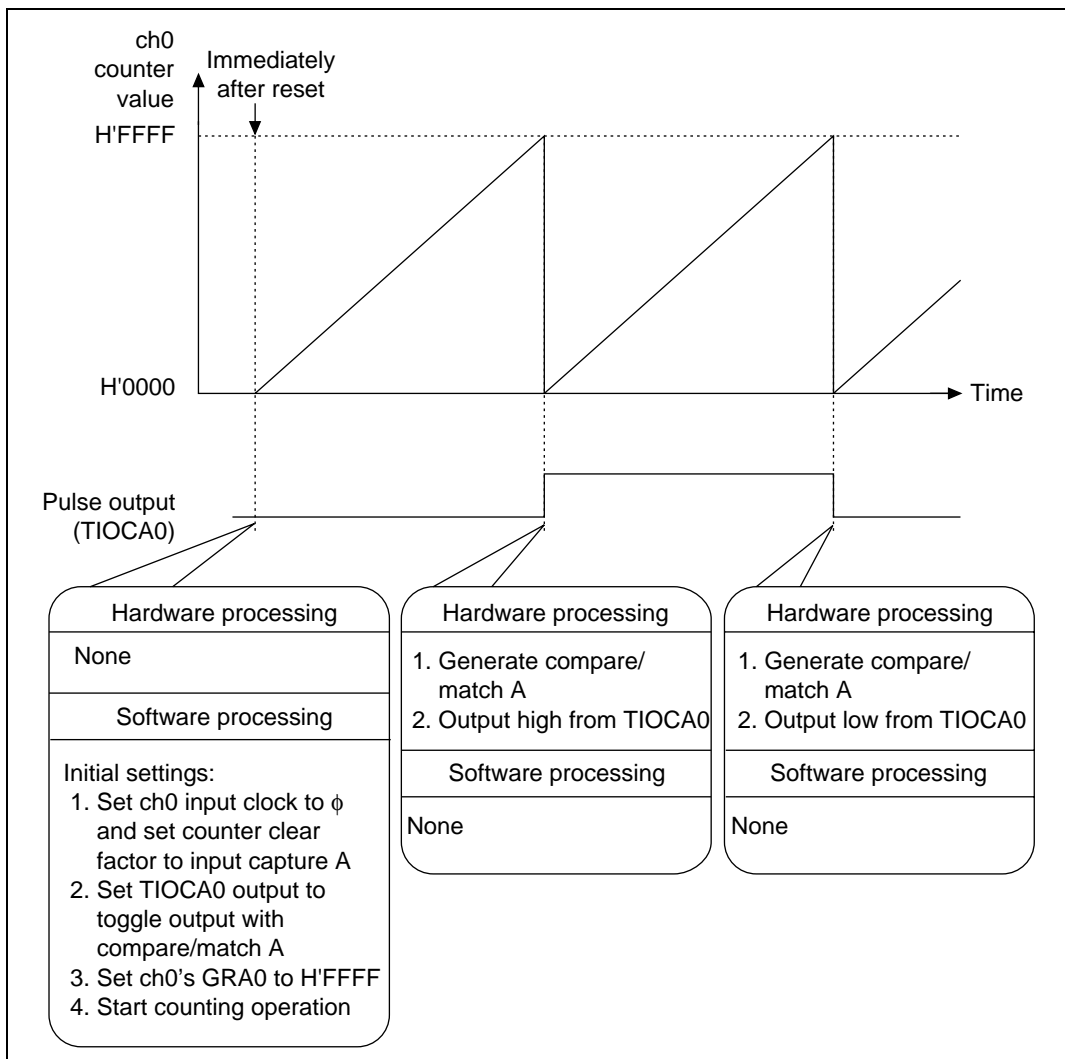 ch0
counter
value
Immediately
after reset
H'FFFF
H'0000
Time
Pulse output
(TIOCA0)
Hardware processing
None
Software processing
Initial settings:
1. Set ch0 input clock to ϕ
and set counter clear
factor to input capture A
2. Set TIOCA0 output to
toggle output with
compare/match A
3. Set ch0’s GRA0 to H'FFFF
4. Start counting operation
Hardware processing
1. Generate compare/
match A
2. Output high from TIOCA0
Software processing
None
Hardware processing
1. Generate compare/
match A
2. Output low from TIOCA0
Software processing
None